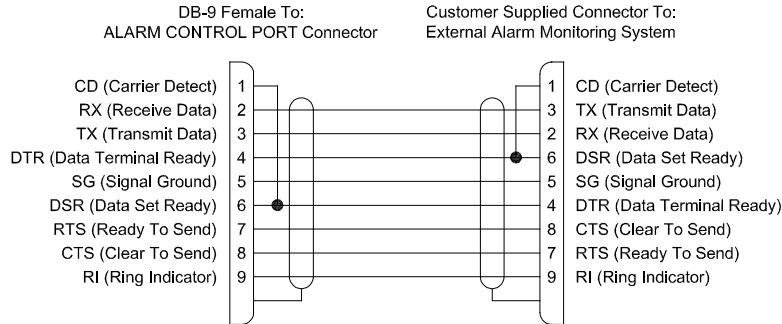 DB-9 Female To:
ALARM CONTROL PORT Connector
Customer Supplied Connector To:
External Alarm Monitoring System
CD (Carrier Detect) 1
RX (Receive Data) 2
TX (Transmit Data) 3
DTR (Data Terminal Ready) 4
SG (Signal Ground) 5
DSR (Data Set Ready) 6
RTS (Ready To Send) 7
CTS (Clear To Send) 8
RI (Ring Indicator) 9
1 CD (Carrier Detect)
3 TX (Transmit Data)
2 RX (Receive Data)
6 DSR (Data Set Ready)
5 SG (Signal Ground)
4 DTR (Data Terminal Ready)
8 CTS (Clear To Send)
7 RTS (Ready To Send)
9 RI (Ring Indicator)